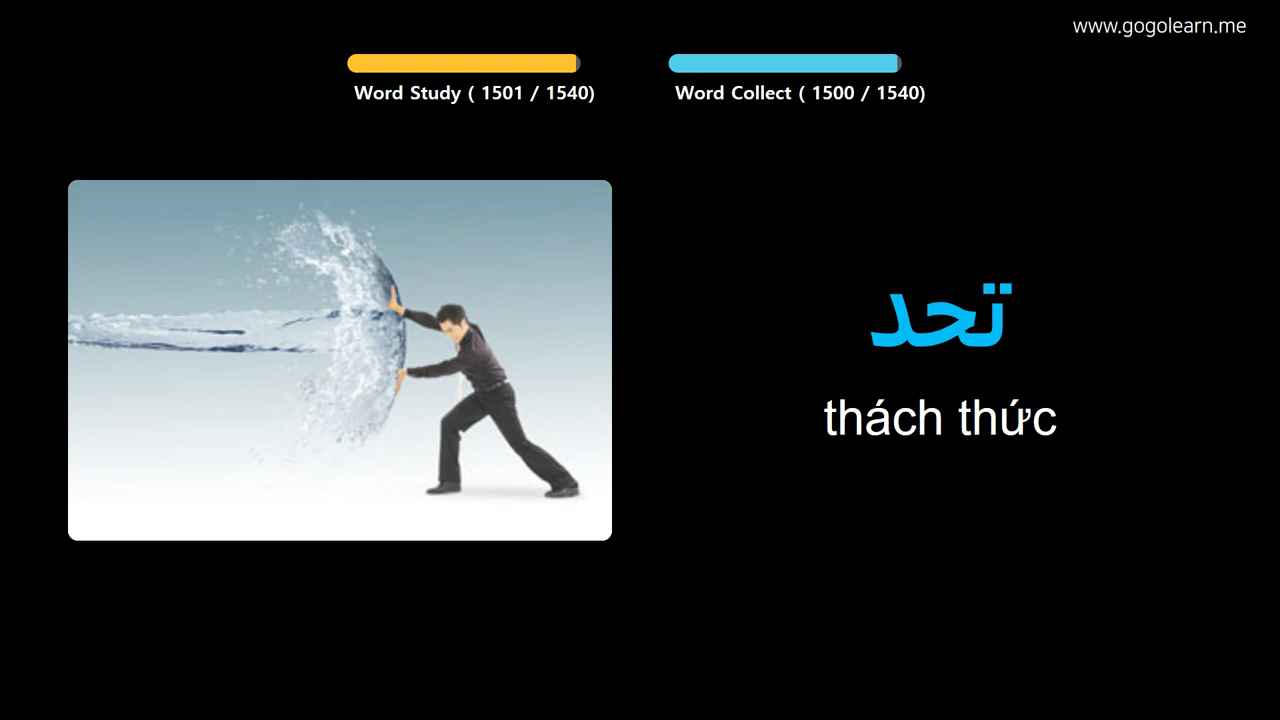 www.gogolearn.me
Word Study ( 1501 / 1540)
Word Collect ( 1500 / 1540)
تحد
thách thức